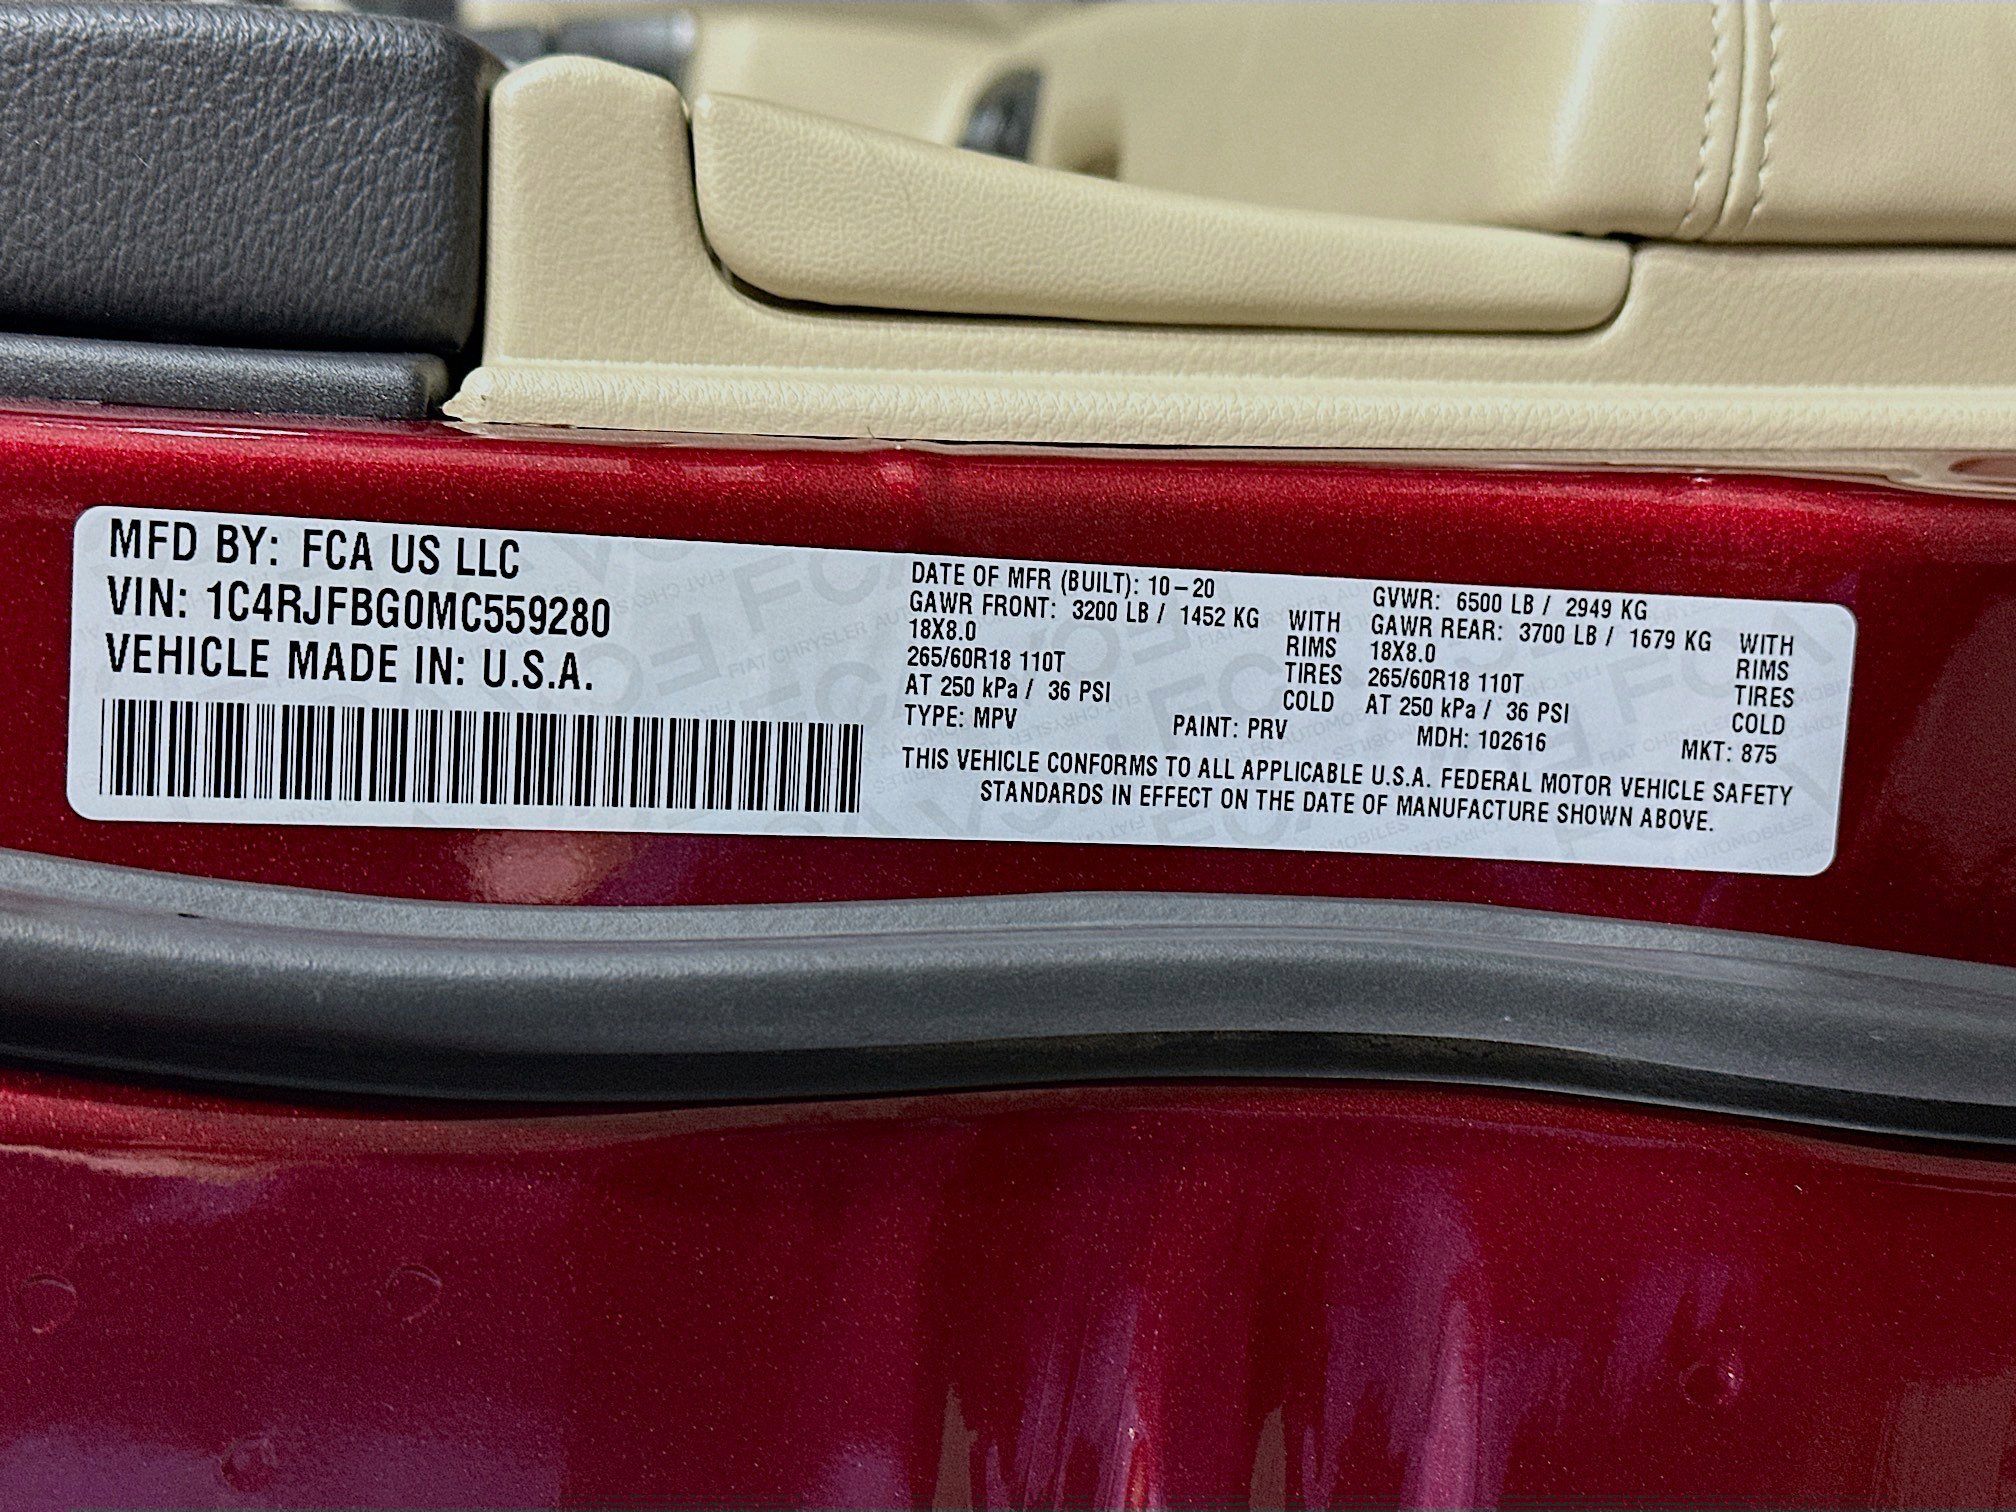 MFD BY: FCA US LLC
VIN: 1C4RJFBG0MC559280
VEHICLE MADE IN: U.S.A.
DATE OF MFR (BUILT): 10-20
GAWR FRONT: 3200 LB / 1452 KG WITH
18X8.0 RIMS
265/60R18 110T TIRES
AT 250 kPa / 36 PSI COLD
GVWR: 6500 LB / 2949 KG
GAWR REAR: 3700 LB / 1679 KG WITH
18X8.0 RIMS
265/60R18 110T TIRES
AT 250 kPa / 36 PSI COLD
TYPE: MPV PAINT: PRV MDH: 102616 MKT: 875
THIS VEHICLE CONFORMS TO ALL APPLICABLE U.S.A. FEDERAL MOTOR VEHICLE SAFETY
STANDARDS IN EFFECT ON THE DATE OF MANUFACTURE SHOWN ABOVE.